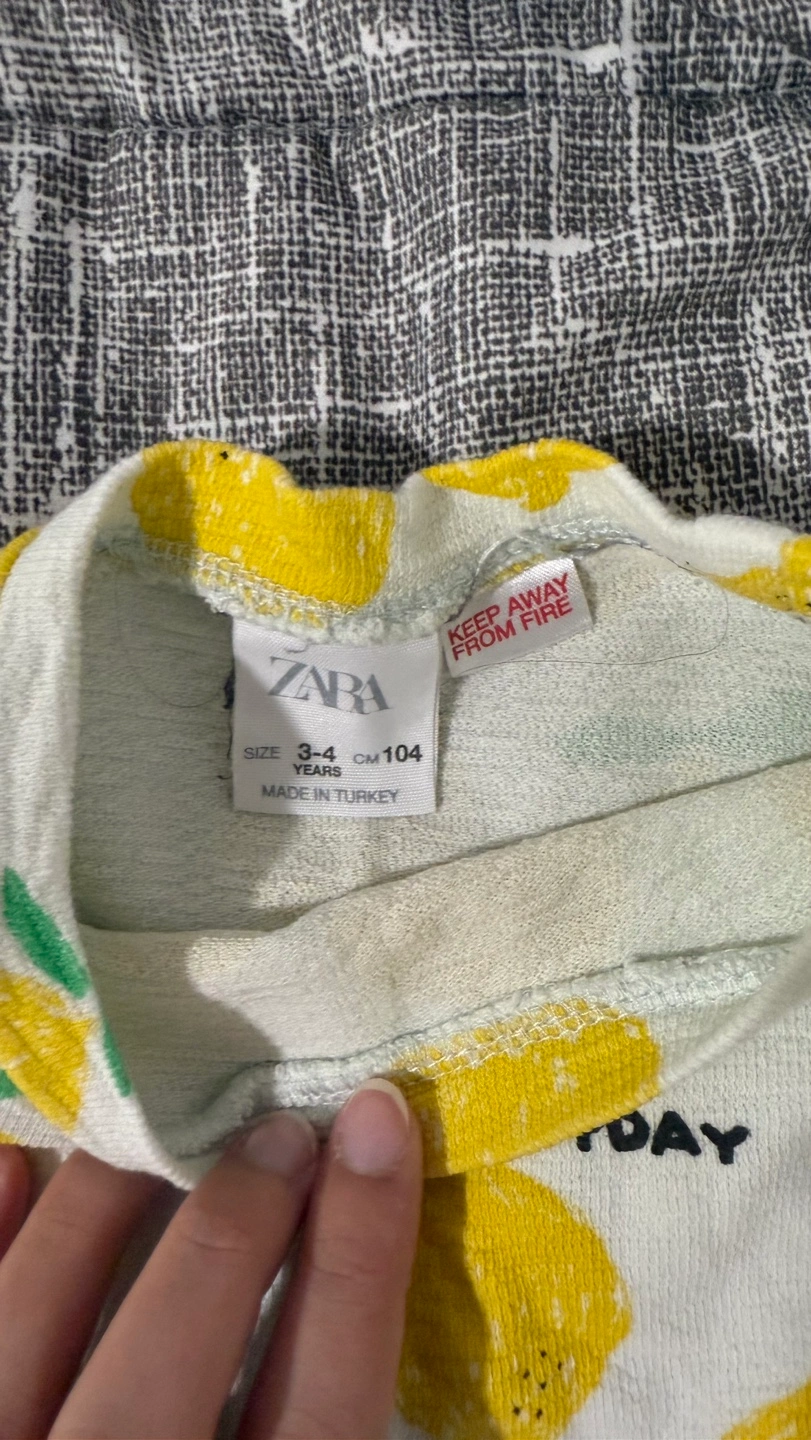 KEEP AWAY
FROM FIRE
ZARA
SIZE 3-4 CM 104
YEARS
MADE IN TURKEY
YDAY